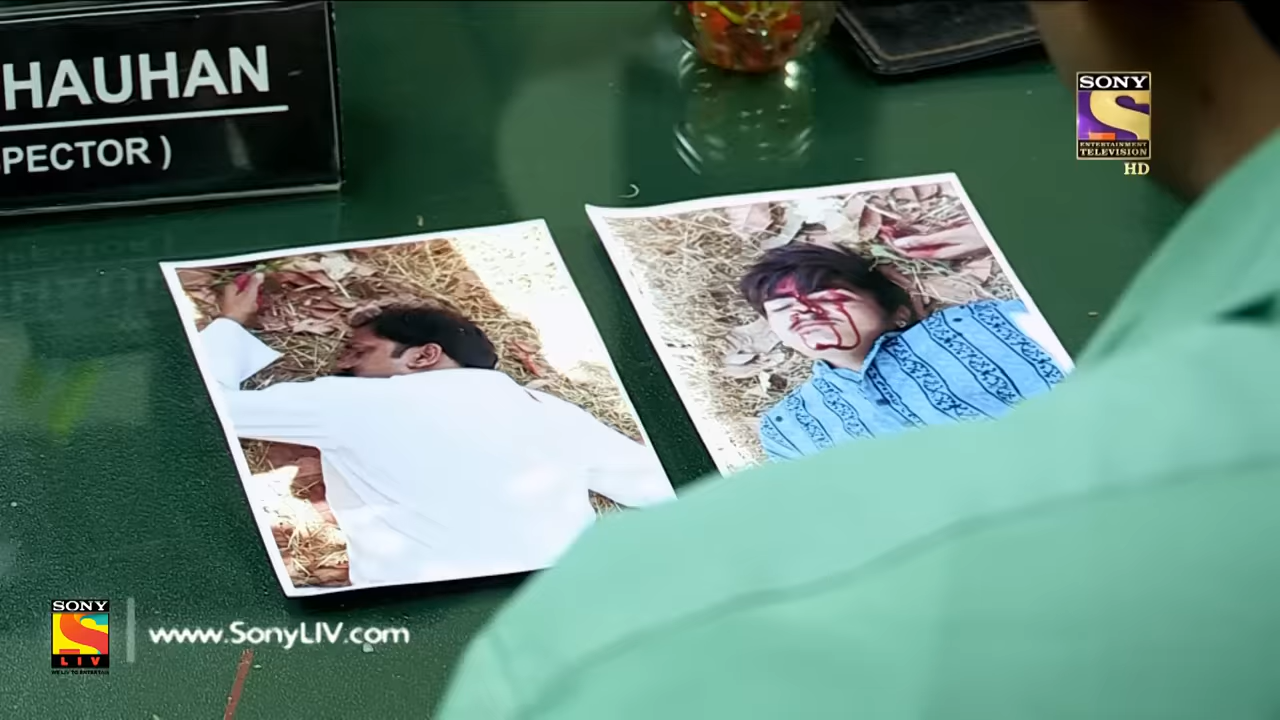 HAUHAN
PECTOR )
SONY
ENTERTAINMENT
TELEVISION
HD
SONY
LIV
www.SonyLIV.com